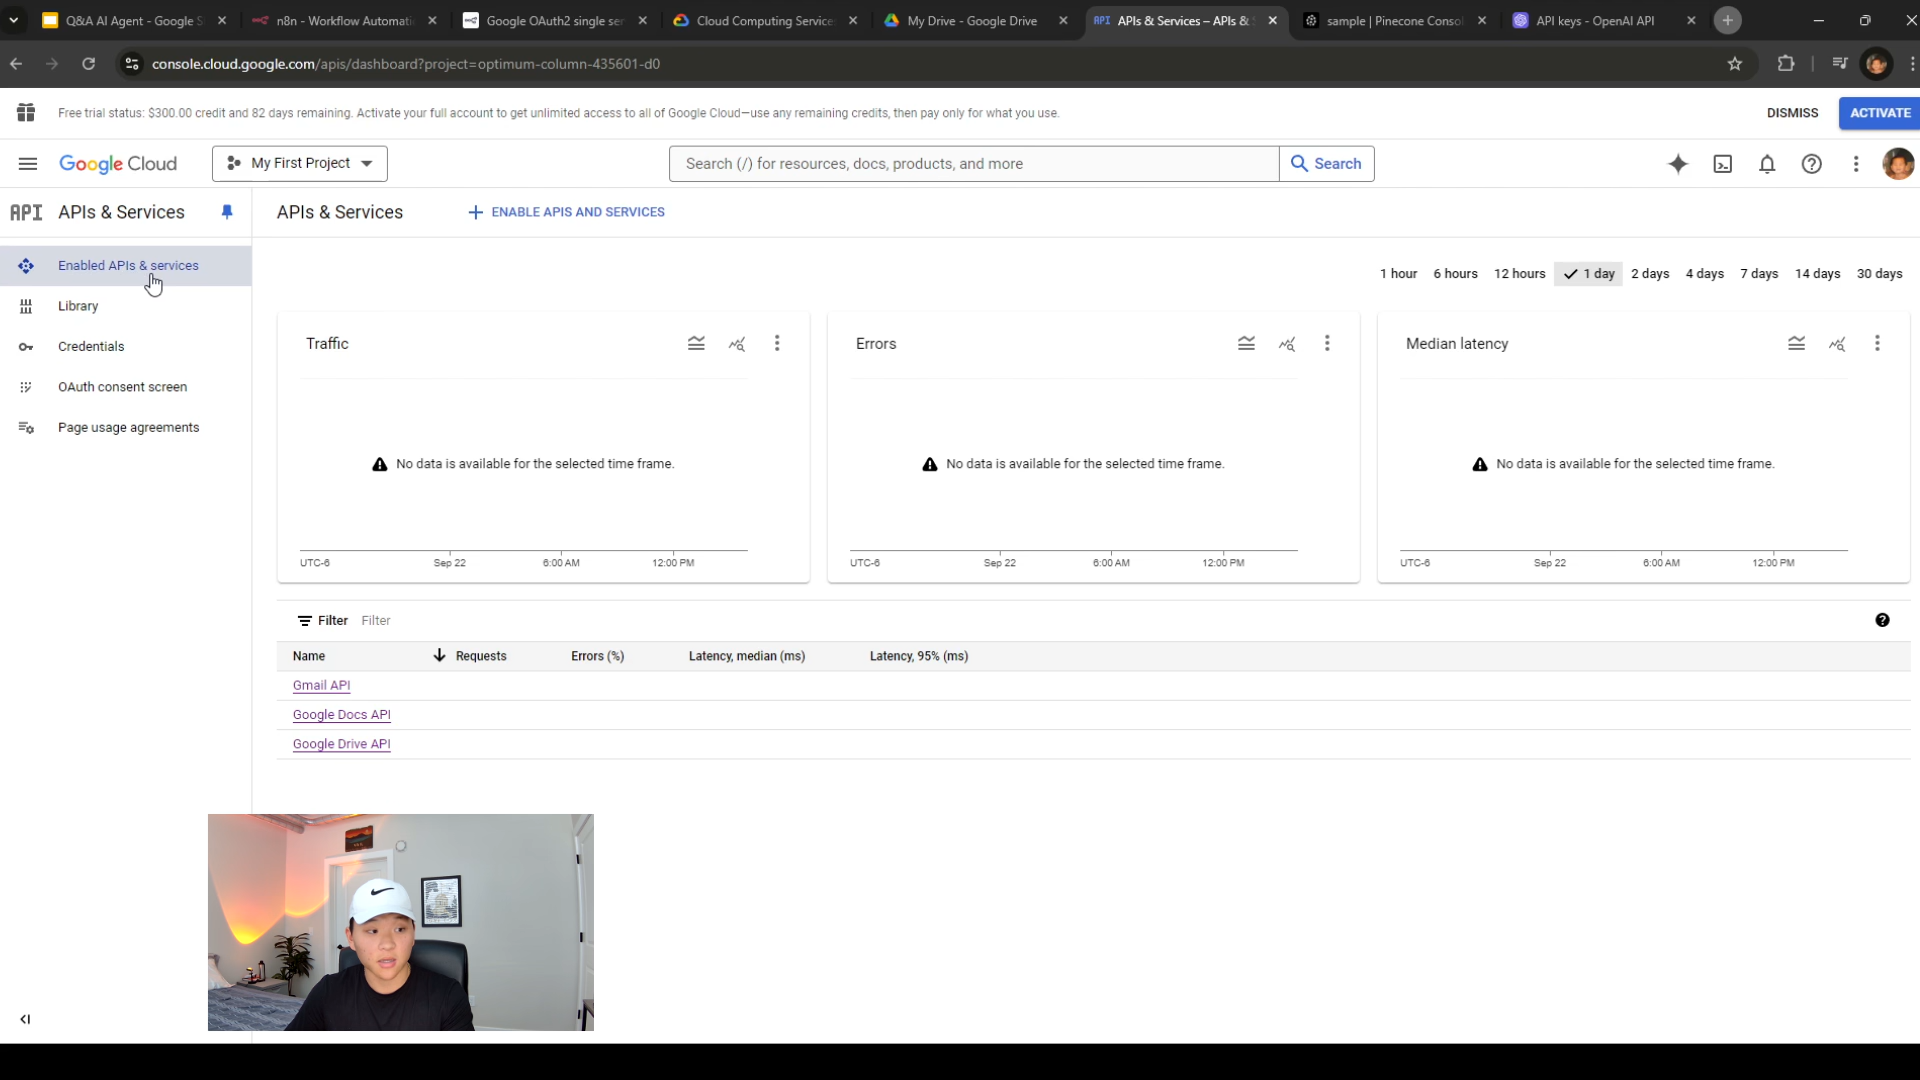 Q&A AI Agent - Google S
n8n - Workflow Automati
Google OAuth2 single ser
Cloud Computing Service
My Drive - Google Drive
API APIs & Services – APIs & S
sample | Pinecone Consol
API keys - OpenAI API
console.cloud.google.com/apis/dashboard?project=optimum-column-435601-d0
Free trial status: $300.00 credit and 82 days remaining. Activate your full account to get unlimited access to all of Google Cloud—use any remaining credits, then pay only for what you use.
DISMISS
ACTIVATE
Google Cloud
My First Project
Search (/) for resources, docs, products, and more
Search
API APIs & Services
APIs & Services
ENABLE APIS AND SERVICES
Enabled APIs & services
Library
Credentials
OAuth consent screen
Page usage agreements
1 hour 6 hours 12 hours 1 day 2 days 4 days 7 days 14 days 30 days
Traffic
No data is available for the selected time frame.
UTC-6 Sep 22 6:00 AM 12:00 PM
Errors
No data is available for the selected time frame.
UTC-6 Sep 22 6:00 AM 12:00 PM
Median latency
No data is available for the selected time frame.
UTC-6 Sep 22 6:00 AM 12:00 PM
Filter Filter
Name Requests Errors (%) Latency, median (ms) Latency, 95% (ms)
Gmail API
Google Docs API
Google Drive API